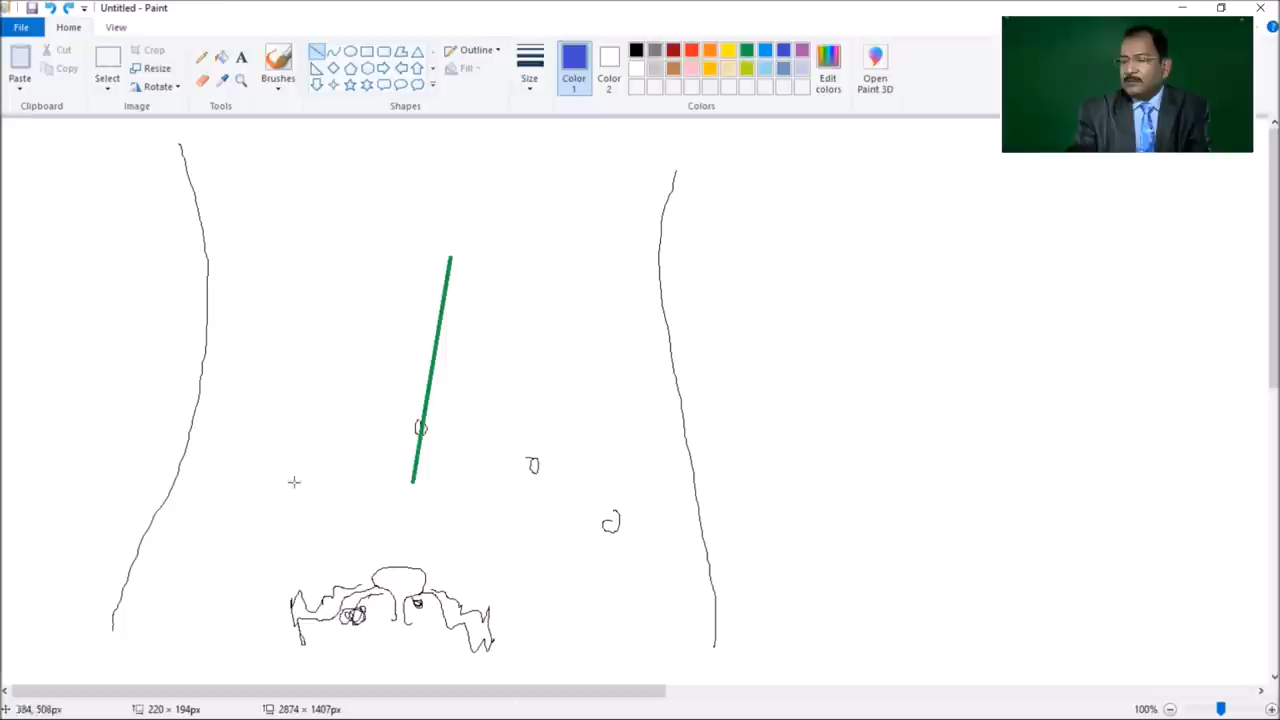 Untitled - Paint
File Home View
Paste
Cut
Copy
Clipboard
Select
Crop
Resize
Rotate
Image
A
Tools
Brushes
Shapes
Outline
Fill
Size
Color 1
Color 2
Colors
Edit colors
Open Paint 3D
384, 508px 220 × 194px 2874 × 1407px 100%